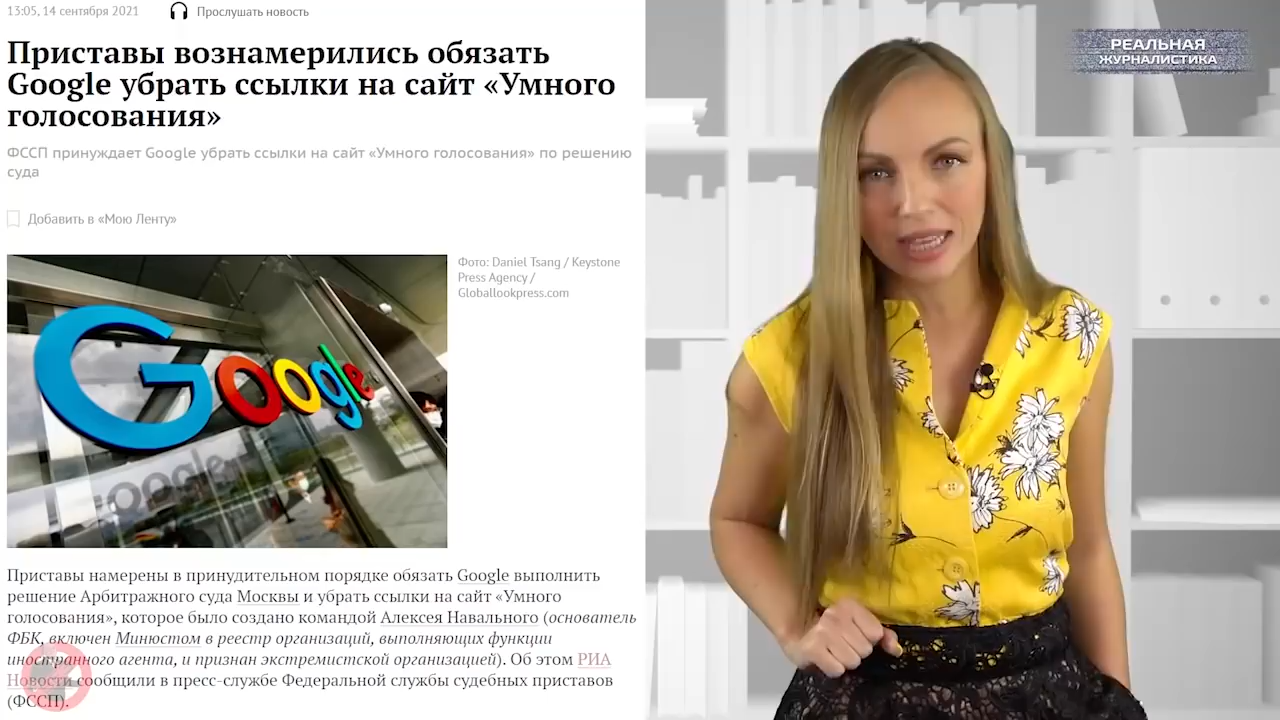 13:05, 14 сентября 2021
Прослушать новость
РЕАЛЬНАЯ
ЖУРНАЛИСТИКА
Приставы вознамерились обязать
Google убрать ссылки на сайт «Умного
голосования»
ФССП принуждает Google убрать ссылки на сайт «Умного голосования» по решению
суда
Добавить в «Мою Ленту»
Фото: Daniel Tsang / Keystone
Press Agency /
Globallookpress.com
Google
Приставы намерены в принудительном порядке обязать Google выполнить
решение Арбитражного суда Москвы и убрать ссылки на сайт «Умного
голосования», которое было создано командой Алексея Навального (основатель
ФБК, включен Минюстом в реестр организаций, выполняющих функции
иностранного агента, и признан экстремистской организацией). Об этом РИА
Новости сообщили в пресс-службе Федеральной службы судебных приставов
(ФССП).